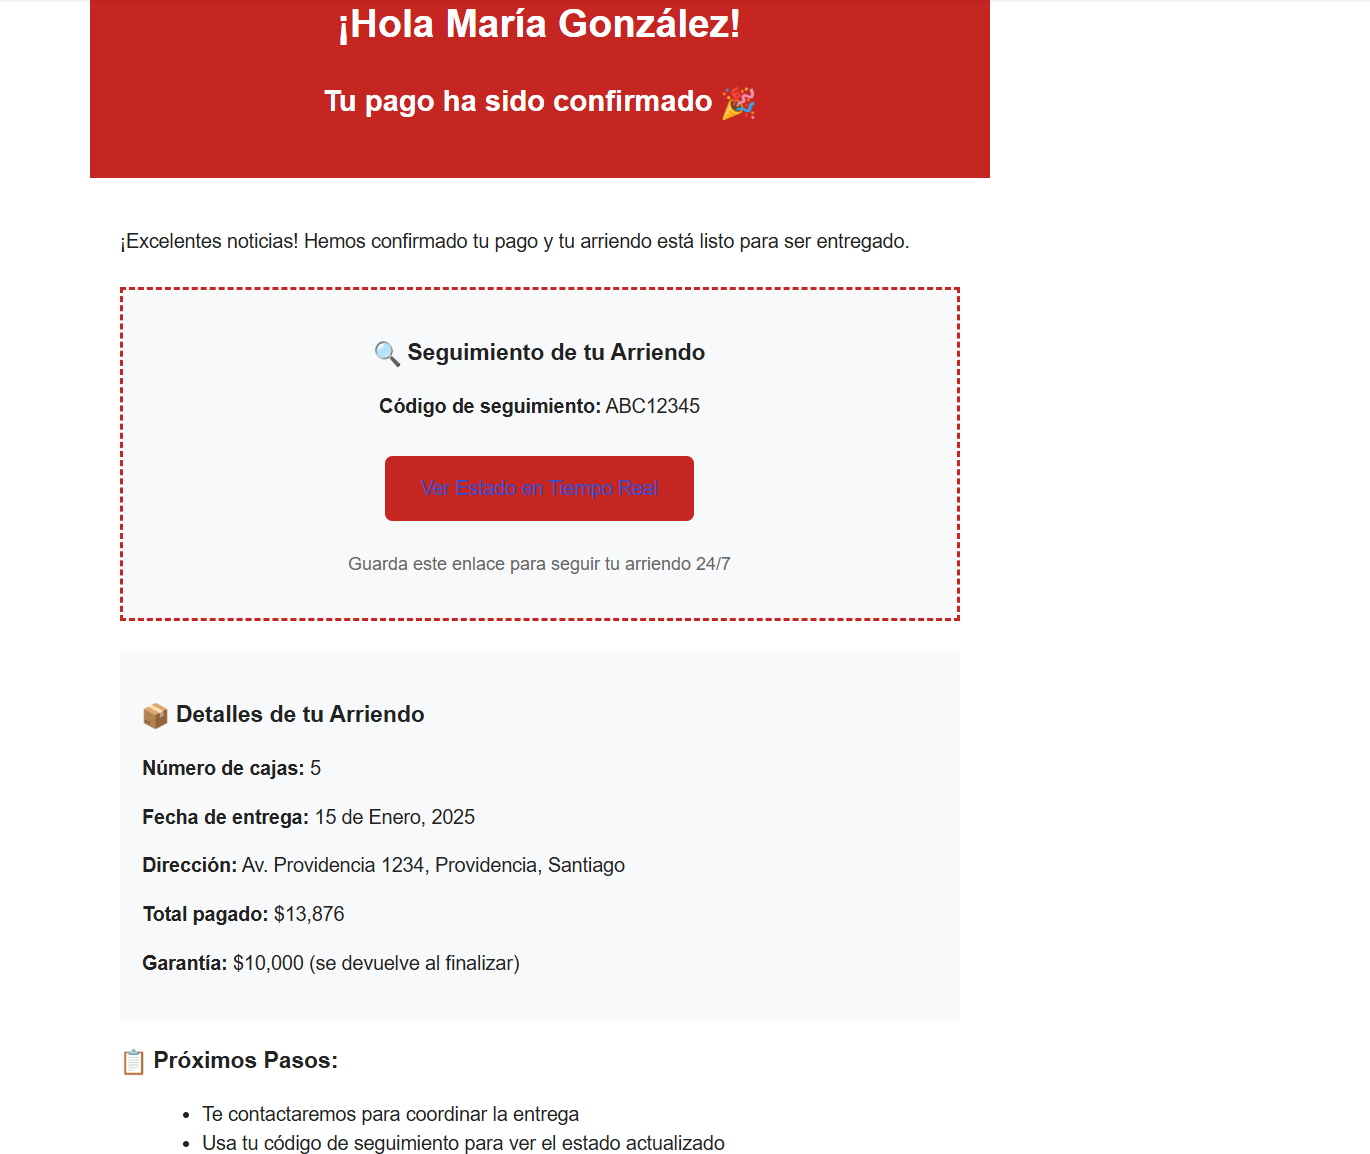 ¡Hola María González!
Tu pago ha sido confirmado 🎉
¡Excelentes noticias! Hemos confirmado tu pago y tu arriendo está listo para ser entregado.
🔍 Seguimiento de tu Arriendo
Código de seguimiento: ABC12345
Ver Estado en Tiempo Real
Guarda este enlace para seguir tu arriendo 24/7
📦 Detalles de tu Arriendo
Número de cajas: 5
Fecha de entrega: 15 de Enero, 2025
Dirección: Av. Providencia 1234, Providencia, Santiago
Total pagado: $13,876
Garantía: $10,000 (se devuelve al finalizar)
📋 Próximos Pasos:
• Te contactaremos para coordinar la entrega
• Usa tu código de seguimiento para ver el estado actualizado